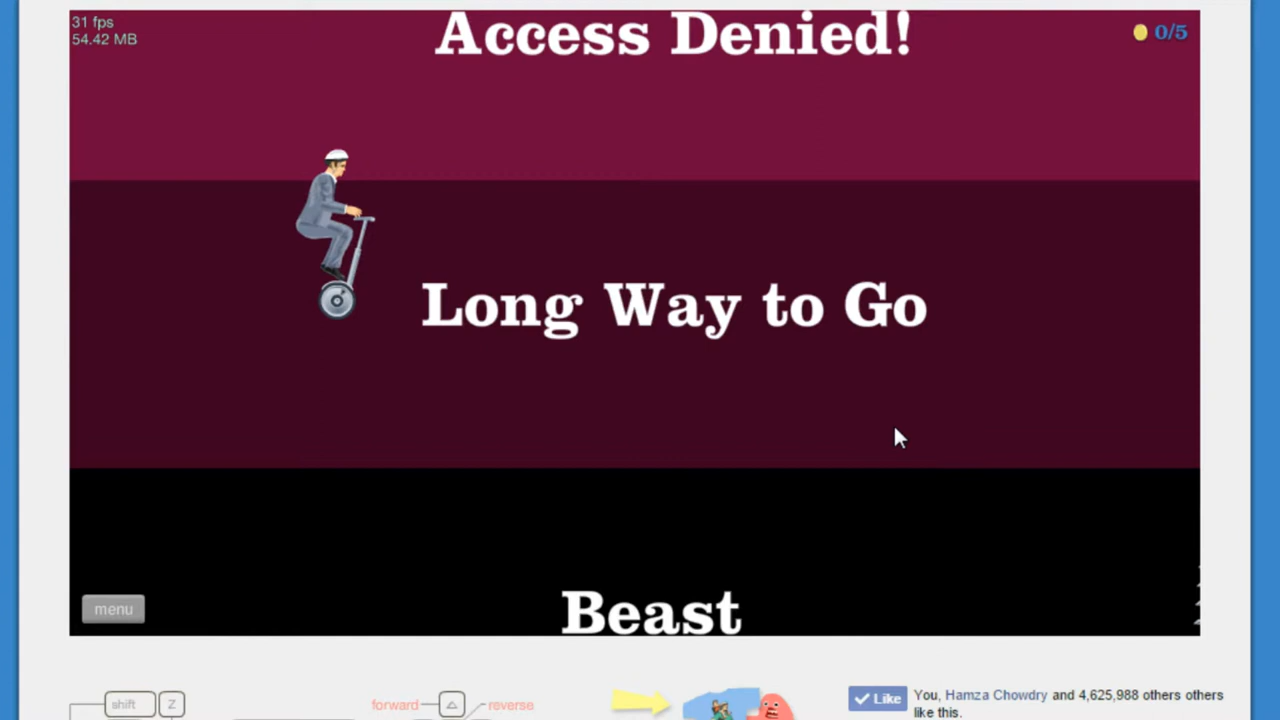 31 fps
54.42 MB
Access Denied!
0/5
Long Way to Go
Beast
menu
shift Z
forward reverse
Like You, Hamza Chowdry and 4,625,988 others others
like this.